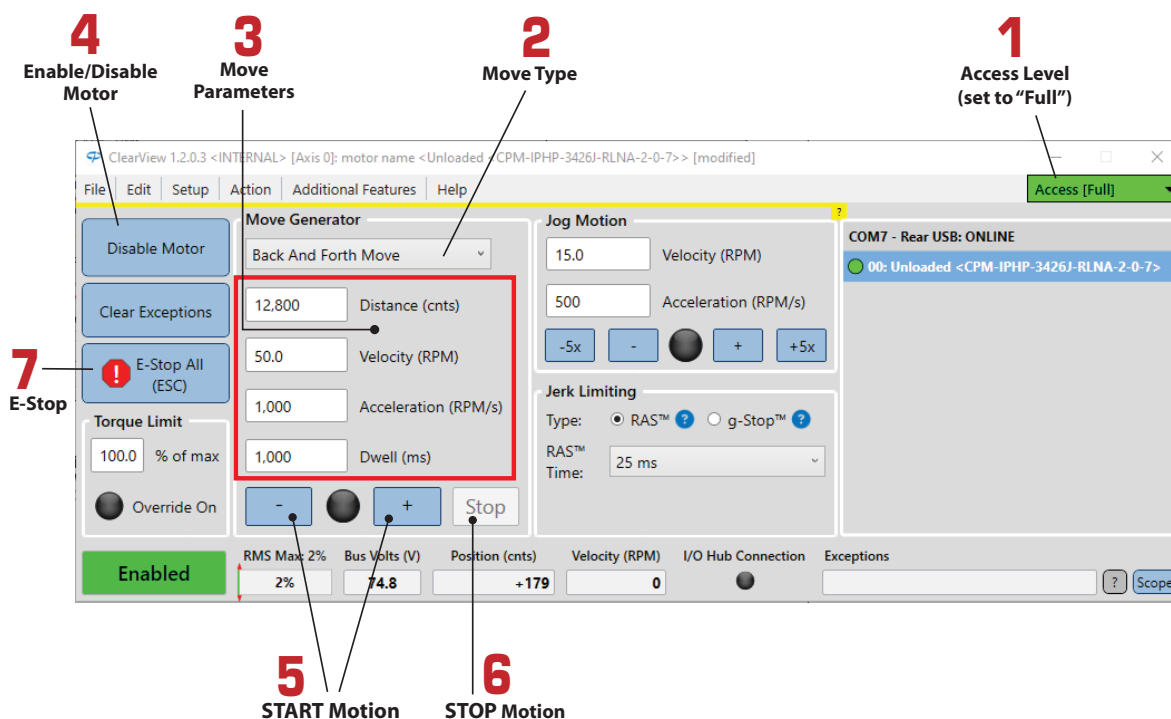 4
Enable/Disable
Motor
3
Move
Parameters
2
Move Type
1
Access Level
(set to “Full”)
ClearView 1.2.0.3 <INTERNAL> [Axis 0]: motor name <Unloaded <CPM-IPHP-3426J-RLNA-2-0-7>> [modified]
File Edit Setup Action Additional Features Help
Access [Full]
?
Disable Motor
Clear Exceptions
E-Stop All
(ESC)
7
E-Stop
Torque Limit
100.0 % of max
Override On
Move Generator
Back And Forth Move
12,800 Distance (cnts)
50.0 Velocity (RPM)
1,000 Acceleration (RPM/s)
1,000 Dwell (ms)
- + Stop
Jog Motion
15.0 Velocity (RPM)
500 Acceleration (RPM/s)
-5x - + +5x
Jerk Limiting
Type: RAS™ ? g-Stop™ ?
RAS™
Time: 25 ms
COM7 - Rear USB: ONLINE
00: Unloaded <CPM-IPHP-3426J-RLNA-2-0-7>
Enabled
RMS Max: 2% Bus Volts (V) Position (cnts) Velocity (RPM) I/O Hub Connection Exceptions
2% 74.8 +179 0 ? Scope
5
START Motion
6
STOP Motion